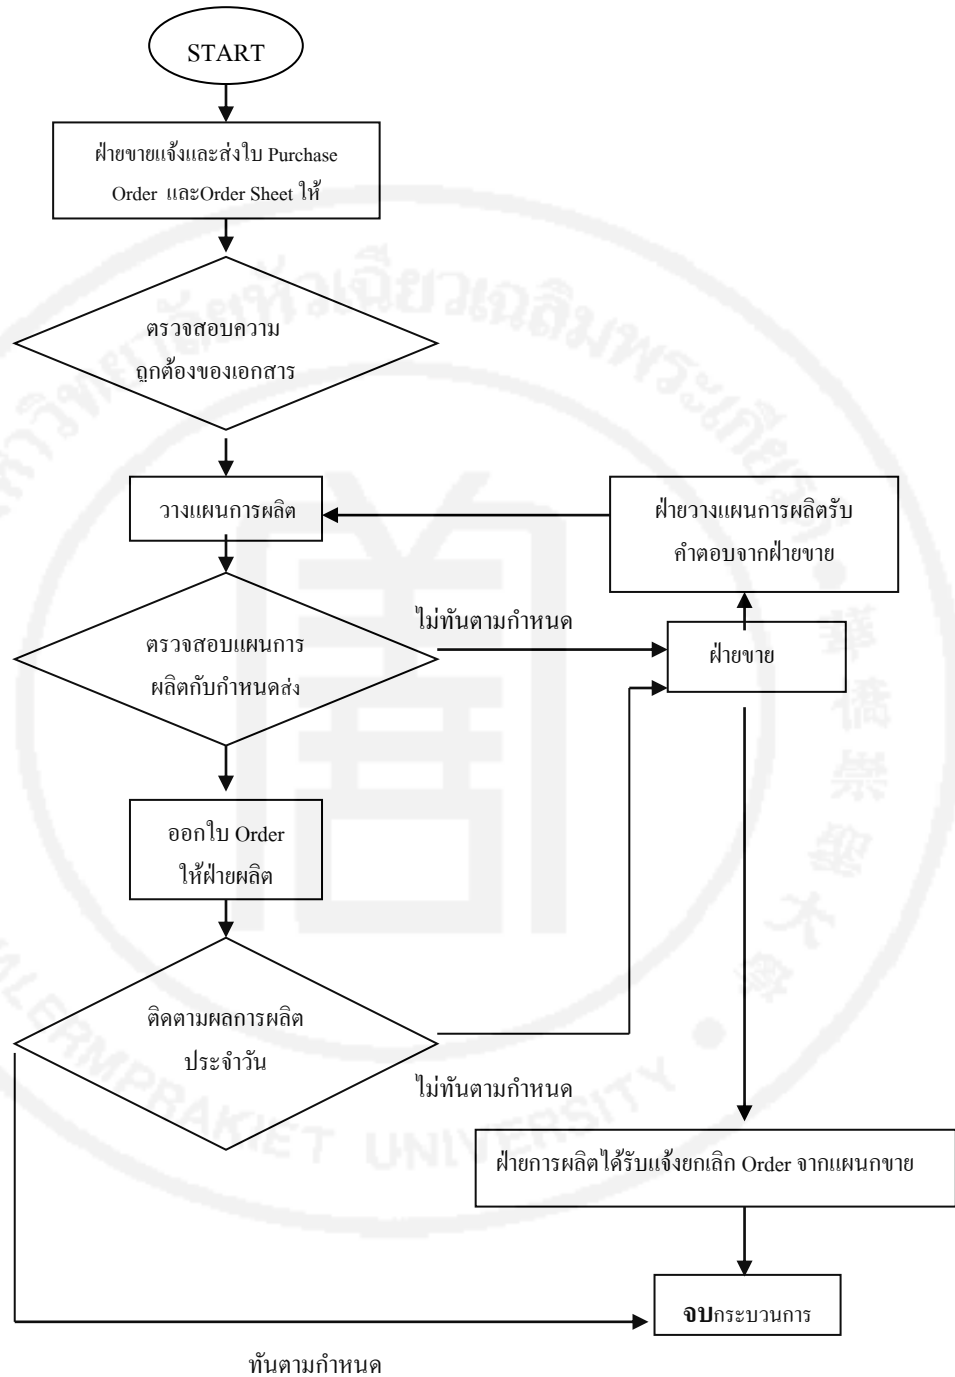 START
ฝ่ายขายแจ้งและส่งใบ Purchase
Order และOrder Sheet ให้
ตรวจสอบความ
ถูกต้องของเอกสาร
วางแผนการผลิต
ฝ่ายวางแผนการผลิตรับ
คำตอบจากฝ่ายขาย
ไม่ทันตามกำหนด
ตรวจสอบแผนการ
ผลิตกับกำหนดส่ง
ฝ่ายขาย
ออกใบ Order
ให้ฝ่ายผลิต
ติดตามผลการผลิต
ประจำวัน
ไม่ทันตามกำหนด
ฝ่ายการผลิตได้รับแจ้งยกเลิก Order จากแผนกขาย
จบกระบวนการ
ทันตามกำหนด